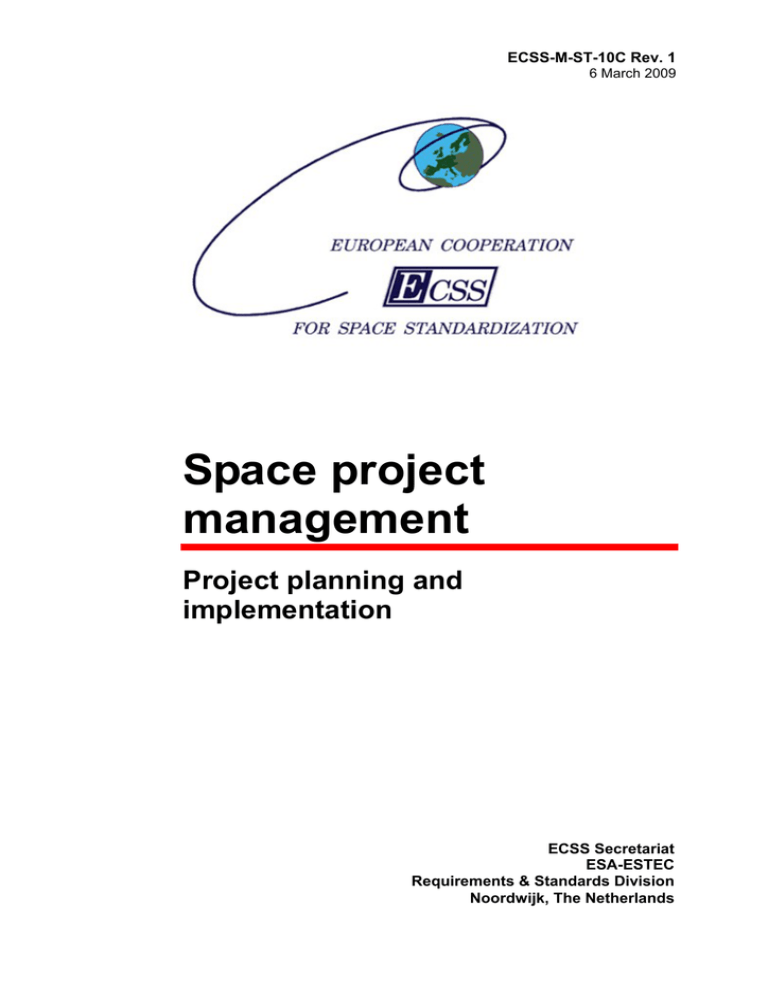 ECSS-M-ST-10C Rev. 1
6 March 2009
EUROPEAN COOPERATION
ECSS
FOR SPACE STANDARDIZATION
Space project
management
Project planning and
implementation
ECSS Secretariat
ESA-ESTEC
Requirements & Standards Division
Noordwijk, The Netherlands